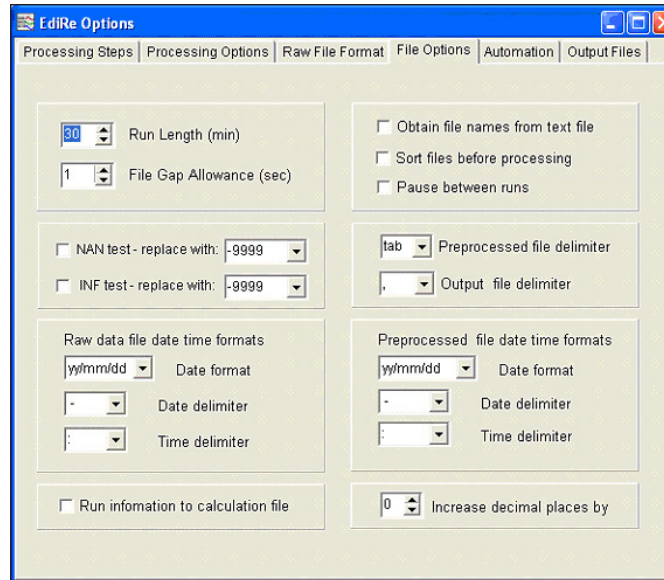 EdiRe Options
Processing Steps Processing Options Raw File Format File Options Automation Output Files
30 Run Length (min)
1 File Gap Allowance (sec)
Obtain file names from text file
Sort files before processing
Pause between runs
NAN test - replace with: -9999
INF test - replace with: -9999
tab Preprocessed file delimiter
, Output file delimiter
Raw data file date time formats
yy/mm/dd Date format
- Date delimiter
: Time delimiter
Preprocessed file date time formats
yy/mm/dd Date format
- Date delimiter
: Time delimiter
Run infomation to calculation file
0 Increase decimal places by